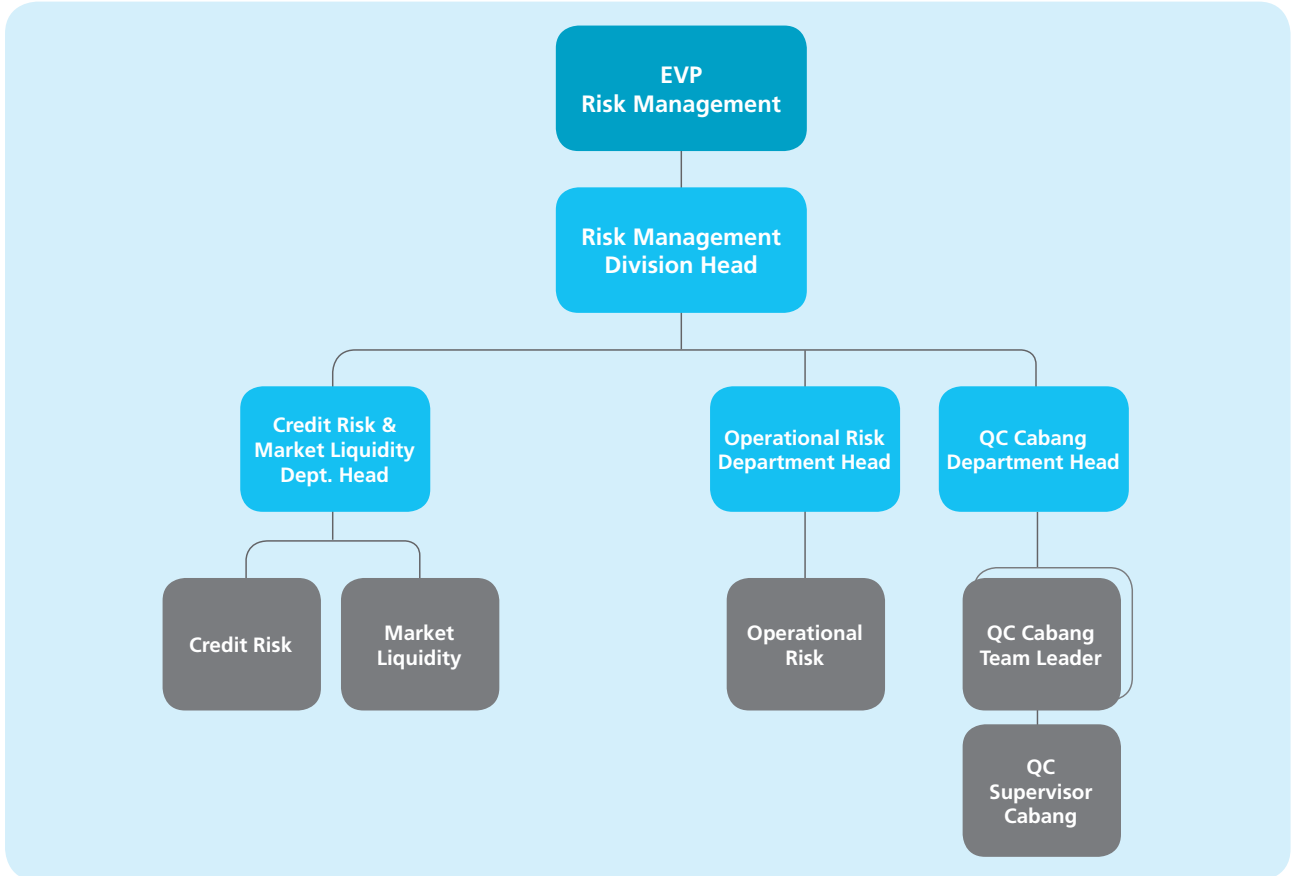 EVP
Risk Management
Risk Management
Division Head
Credit Risk &
Market Liquidity
Dept. Head
Operational Risk
Department Head
QC Cabang
Department Head
Credit Risk
Market
Liquidity
Operational
Risk
QC Cabang
Team Leader
QC
Supervisor
Cabang